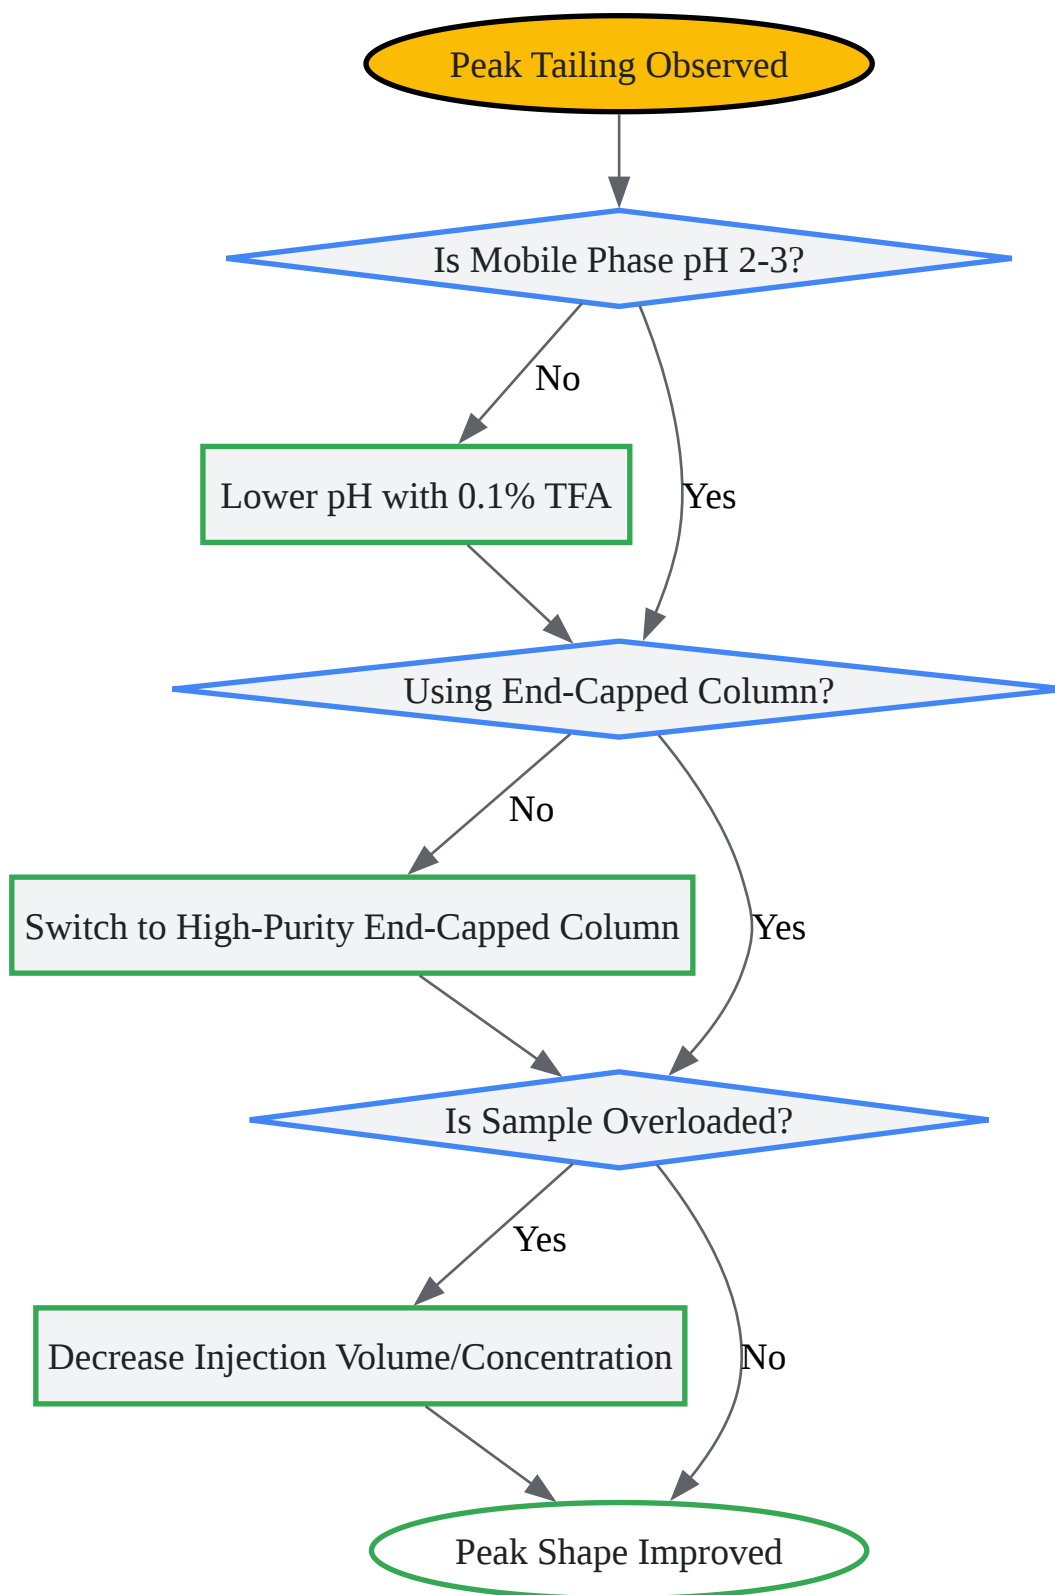 Peak Tailing Observed
Is Mobile Phase pH 2-3?
No
Lower pH with 0.1% TFA
Yes
Using End-Capped Column?
No
Switch to High-Purity End-Capped Column
Yes
Is Sample Overloaded?
Yes
Decrease Injection Volume/Concentration
No
Peak Shape Improved